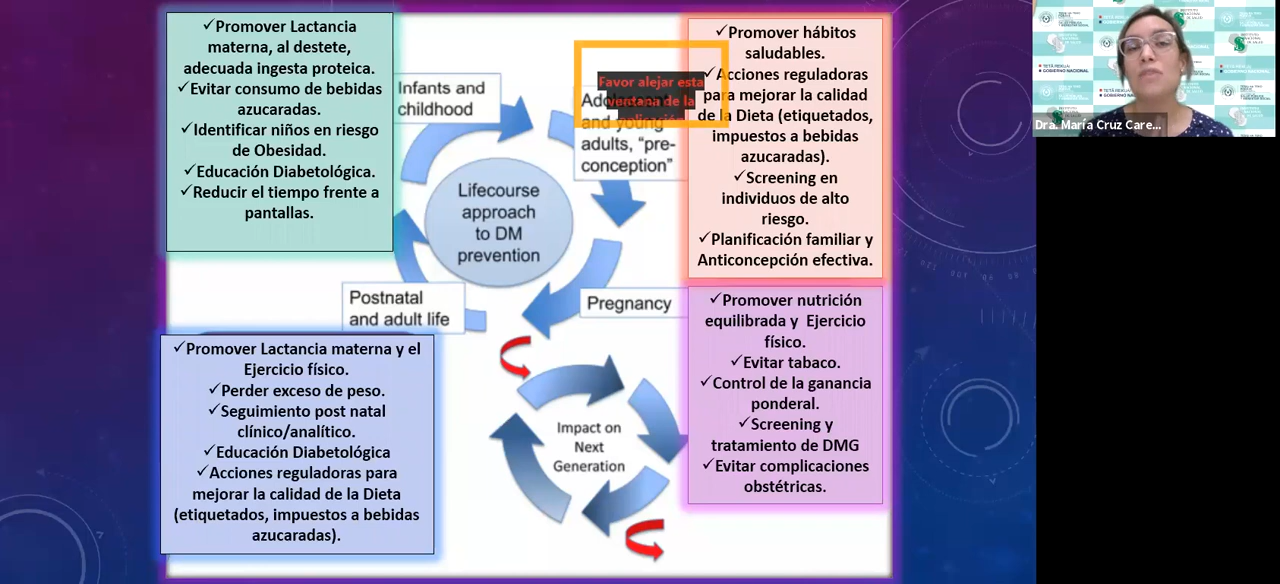 ✓Promover Lactancia
materna, al destete,
adecuada ingesta proteica.
✓Evitar consumo de bebidas
azucaradas.
✓Identificar niños en riesgo
de Obesidad.
✓Educación Diabetológica.
✓Reducir el tiempo frente a
pantallas.
Infants and
childhood
Favor alejar esta
ventana de la
and young
adults, “pre-
conception”
✓Promover hábitos
saludables.
✓Acciones reguladoras
para mejorar la calidad
de la Dieta (etiquetados,
impuestos a bebidas
azucaradas).
✓Screening en
individuos de alto
riesgo.
✓Planificación familiar y
Anticoncepción efectiva.
Lifecourse
approach
to DM
prevention
Postnatal
and adult life
Pregnancy
✓Promover Lactancia materna y el
Ejercicio físico.
✓Perder exceso de peso.
✓Seguimiento post natal
clínico/analítico.
✓Educación Diabetológica
✓Acciones reguladoras para
mejorar la calidad de la Dieta
(etiquetados, impuestos a bebidas
azucaradas).
Impact on
Next
Generation
✓Promover nutrición
equilibrada y Ejercicio
físico.
✓Evitar tabaco.
✓Control de la ganancia
ponderal.
✓Screening y
tratamiento de DMG
✓Evitar complicaciones
obstétricas.
Dra. María Cruz Care...
GOBIERNO NACIONAL